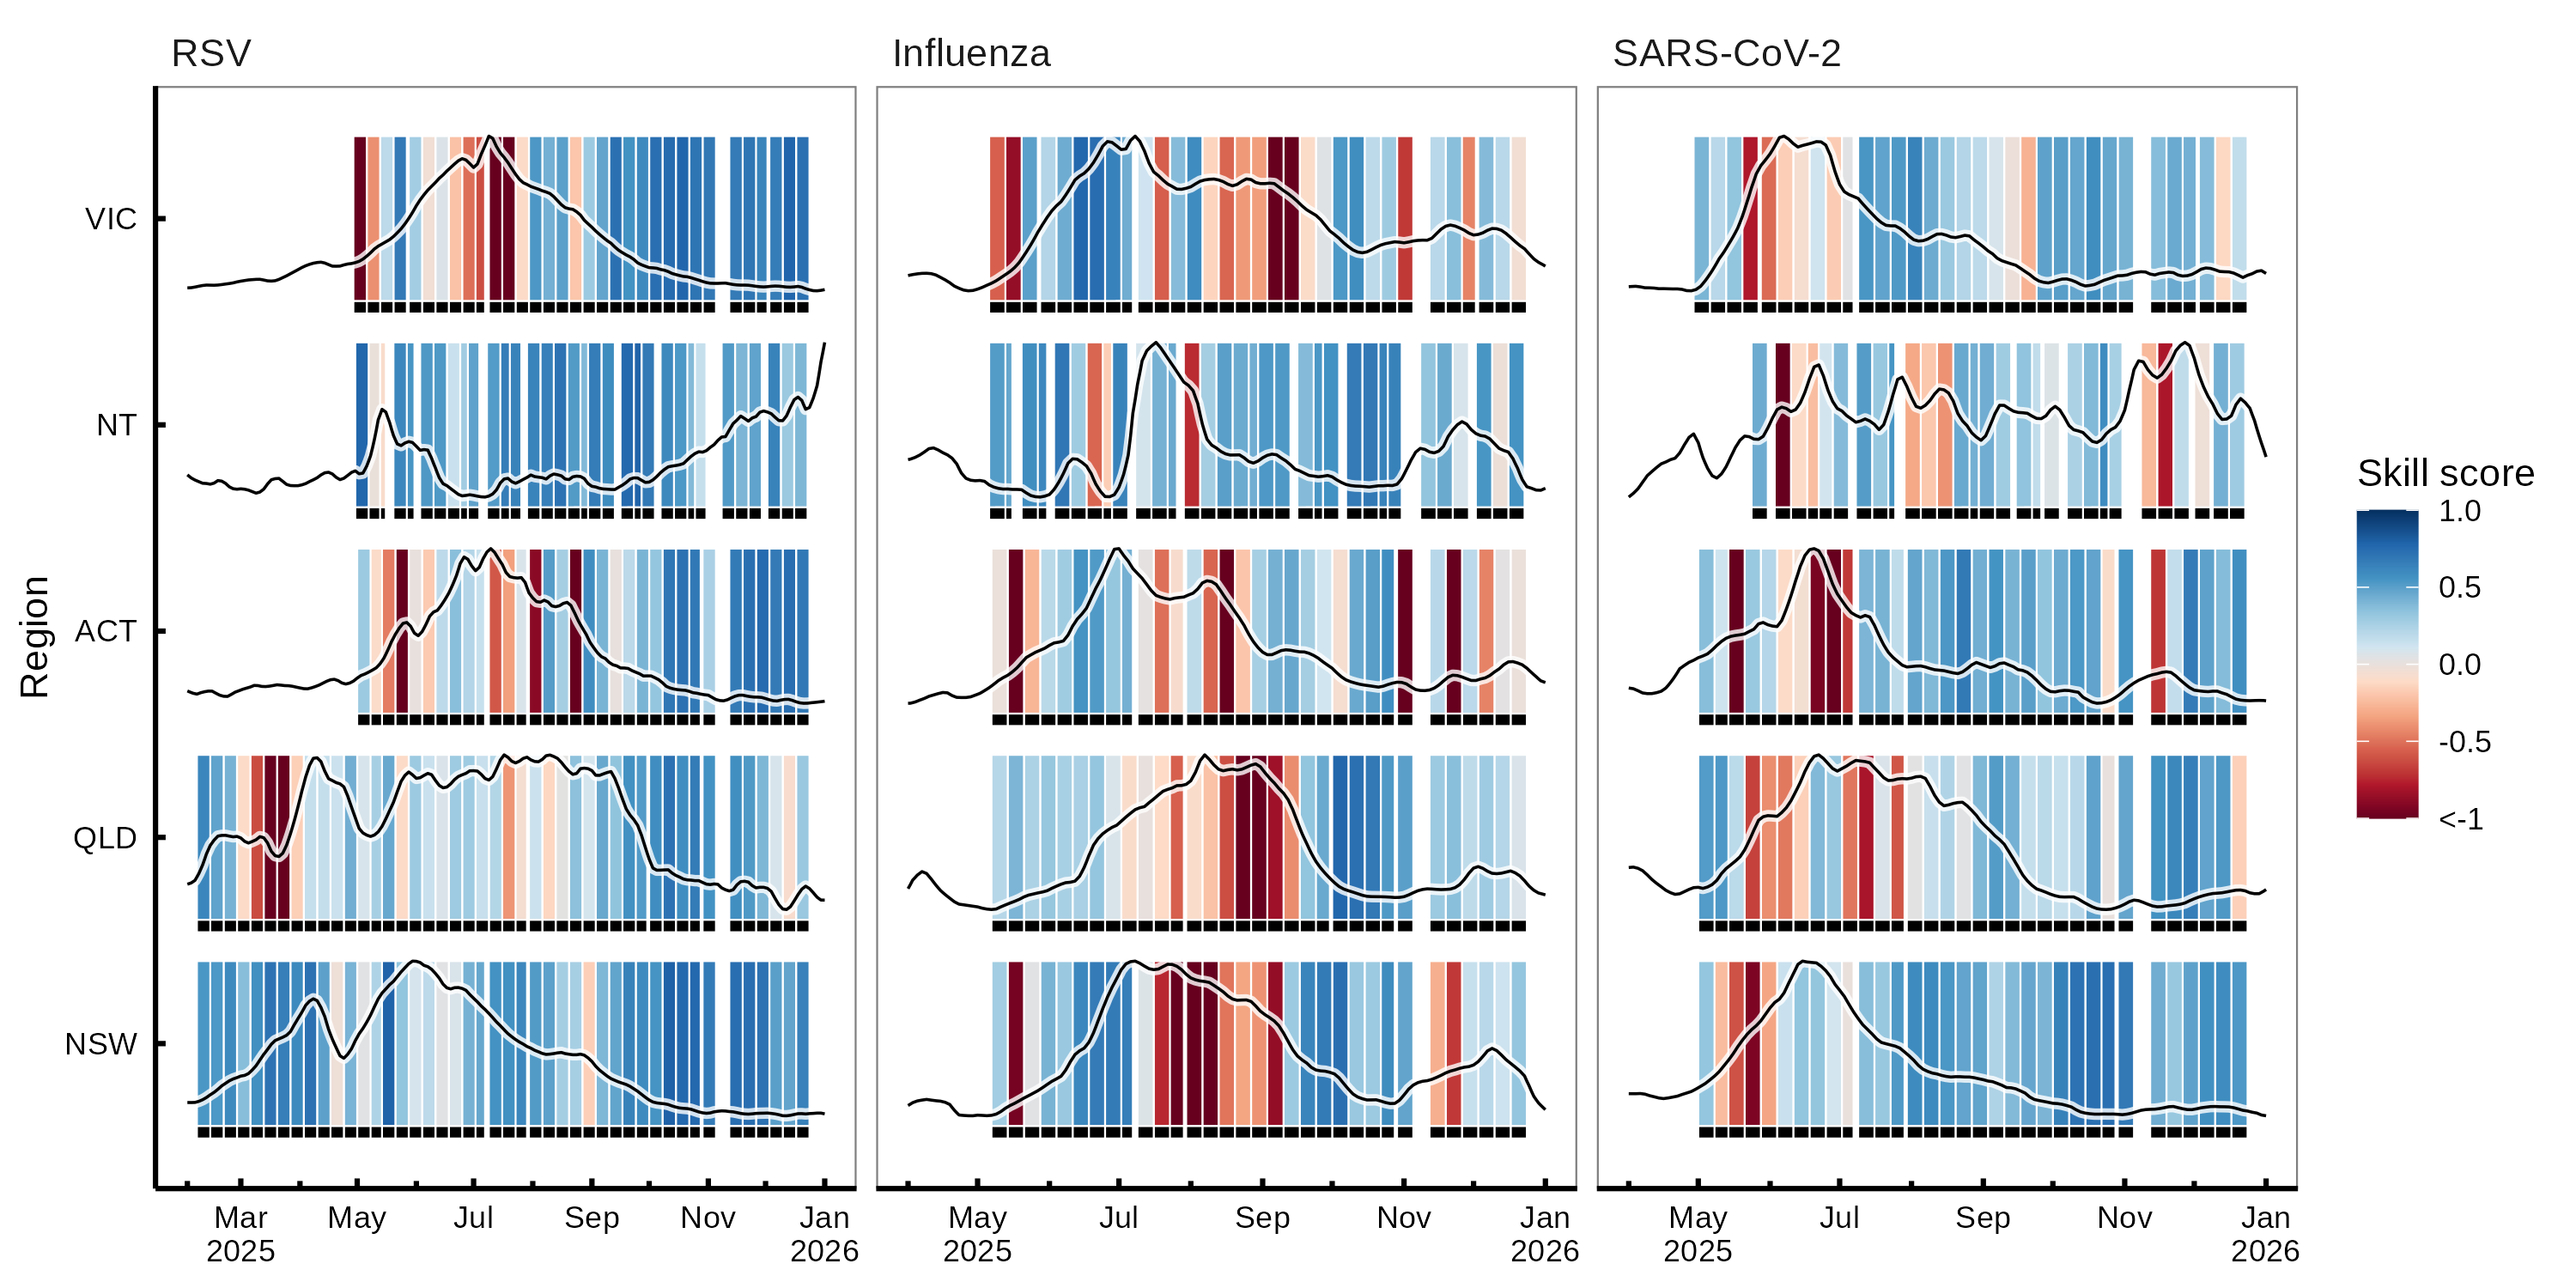 RSV
Influenza
SARS-CoV-2
Region
VIC
NT
ACT
QLD
NSW
Mar
2025
May
Jul
Sep
Nov
Jan
2026
May
2025
Jul
Sep
Nov
Jan
2026
May
2025
Jul
Sep
Nov
Jan
2026
Skill score
1.0
0.5
0.0
-0.5
<-1